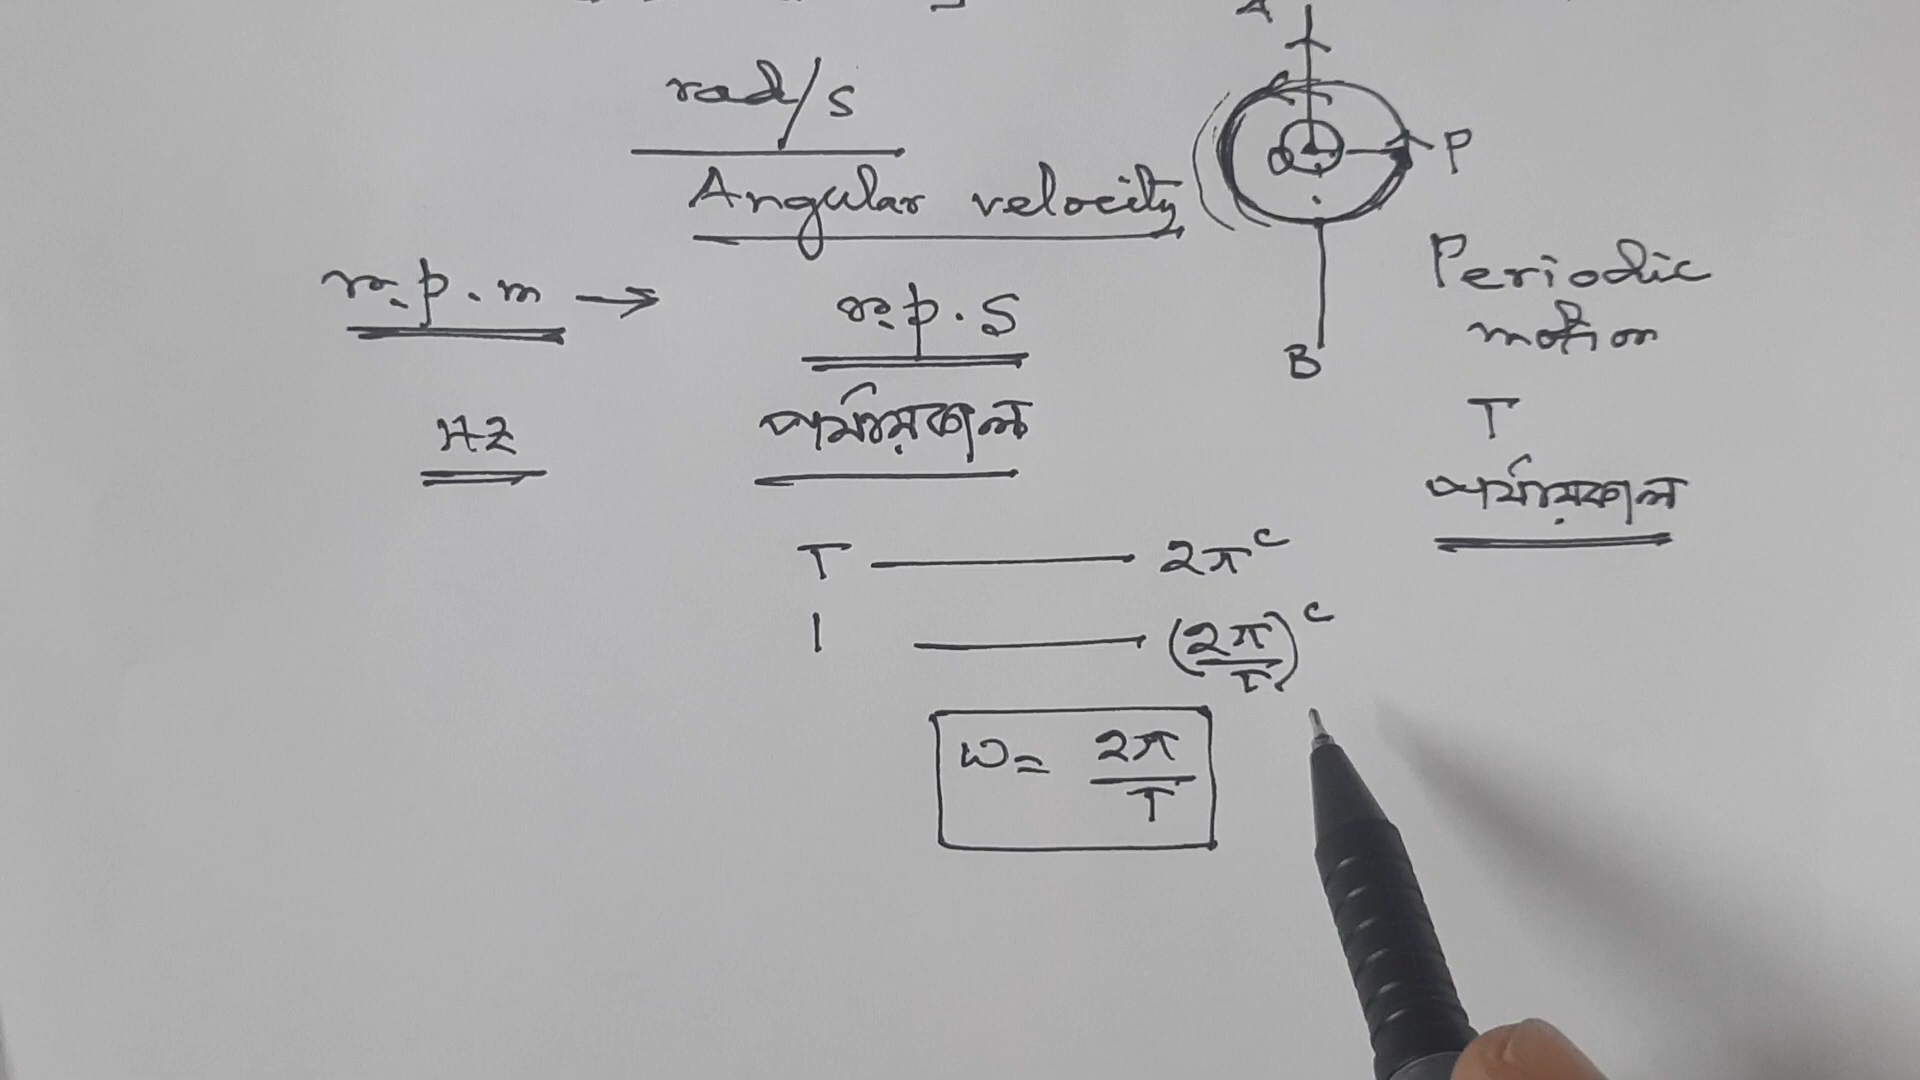 A
rad/s
P
Angular velocity
Periodic
motion
r.p.m → r.p.s
B
Hz
পর্যায়কাল
T
পর্যায়কাল
T — 2π^c
1 — (2π/T)^c
ω = 2π/T